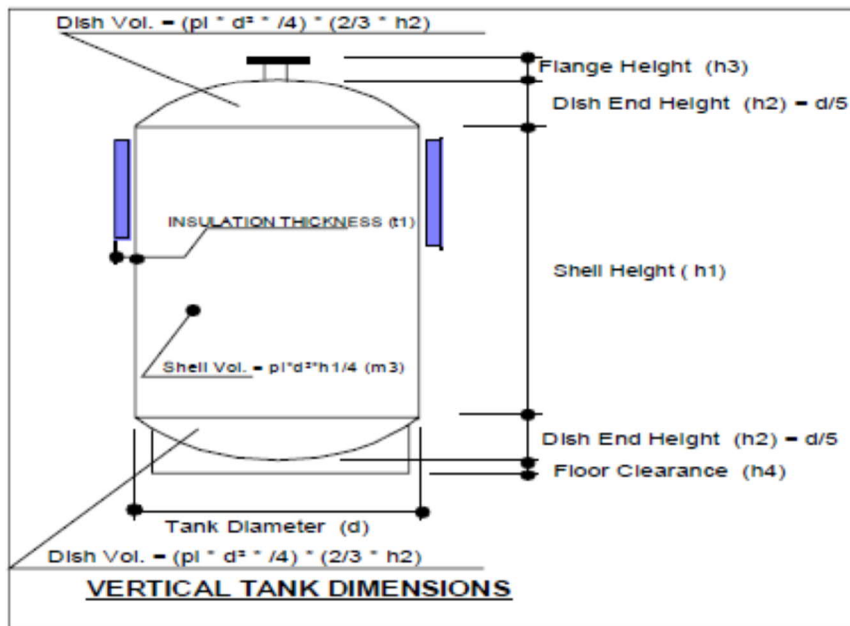 Dish Vol. = (pi * d² * /4) * (2/3 * h2)
Flange Height (h3)
Dish End Height (h2) = d/5
INSULATION THICKNESS (t1)
Shell Height ( h1)
Shell Vol. = pi*d²*h1/4 (m3)
Dish End Height (h2) = d/5
Floor Clearance (h4)
Tank Diameter (d)
Dish Vol. = (pi * d² * /4) * (2/3 * h2)
VERTICAL TANK DIMENSIONS